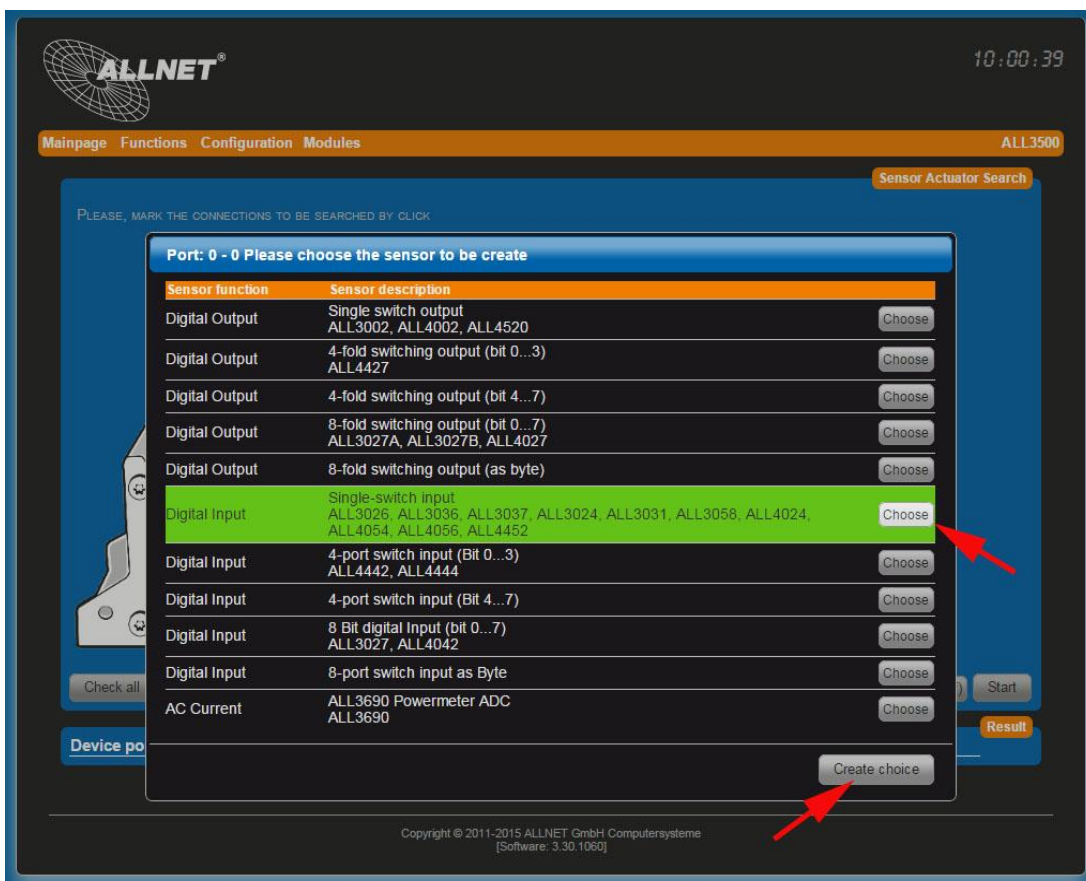 ALLNET®
10:00:39
Mainpage Functions Configuration Modules ALL3500
Sensor Actuator Search
PLEASE, MARK THE CONNECTIONS TO BE SEARCHED BY CLICK
Port: 0 - 0 Please choose the sensor to be create
Sensor function Sensor description
Digital Output Single switch output Choose
ALL3002, ALL4002, ALL4520
Digital Output 4-fold switching output (bit 0...3) Choose
ALL4427
Digital Output 4-fold switching output (bit 4...7) Choose
Digital Output 8-fold switching output (bit 0...7) Choose
ALL3027A, ALL3027B, ALL4027
Digital Output 8-fold switching output (as byte) Choose
Digital Input Single-switch input Choose
ALL3026, ALL3036, ALL3037, ALL3024, ALL3031, ALL3058, ALL4024,
ALL4054, ALL4056, ALL4452
Digital Input 4-port switch input (Bit 0...3) Choose
ALL4442, ALL4444
Digital Input 4-port switch input (Bit 4...7) Choose
Digital Input 8 Bit digital Input (bit 0...7) Choose
ALL3027, ALL4042
Digital Input 8-port switch input as Byte Choose
AC Current ALL3690 Powermeter ADC Choose
ALL3690
Check all ) Start
Result
Device po
Create choice
Copyright © 2011-2015 ALLNET GmbH Computersysteme
[Software: 3.30.1060]